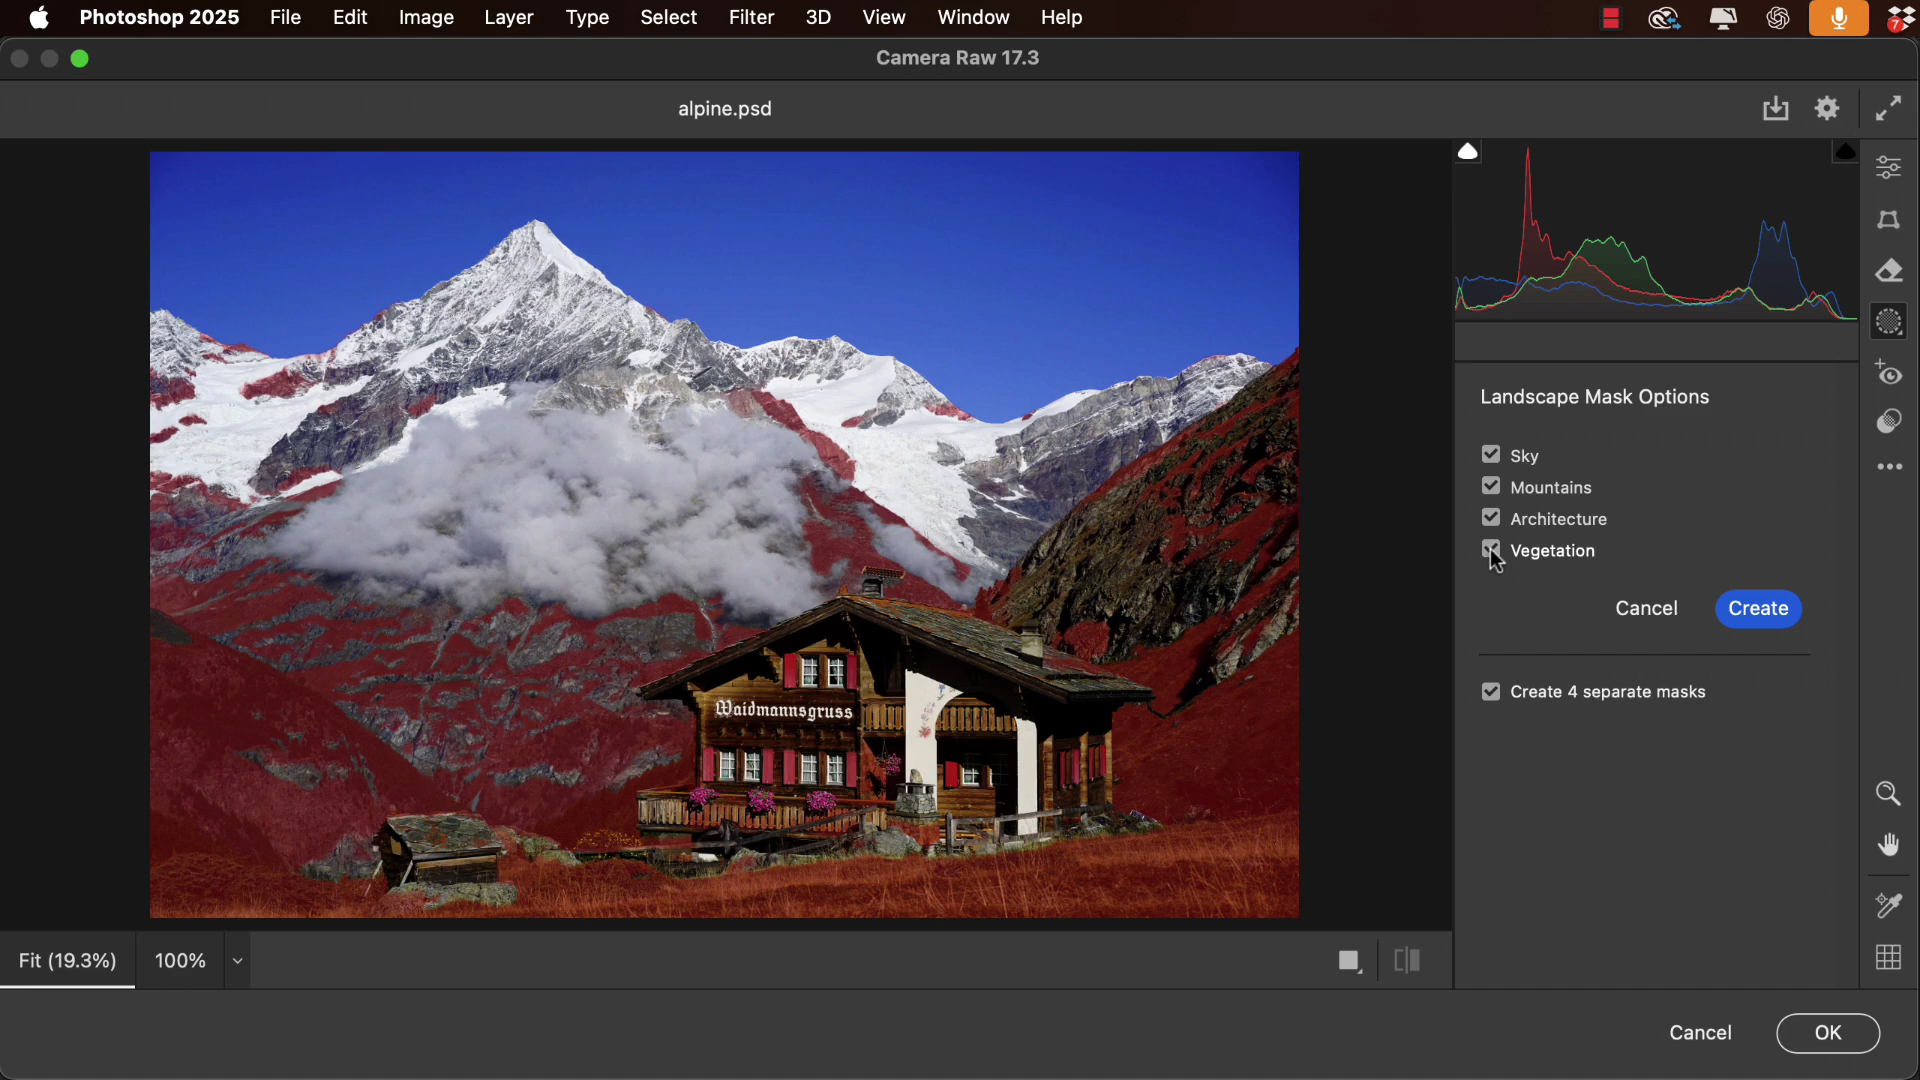 Photoshop 2025 File Edit Image Layer Type Select Filter 3D View Window Help
7
Camera Raw 17.3
alpine.psd
Landscape Mask Options
Sky
Mountains
Architecture
Vegetation
Cancel Create
Create 4 separate masks
Waidmannsgruss
Fit (19.3%) 100%
Cancel OK